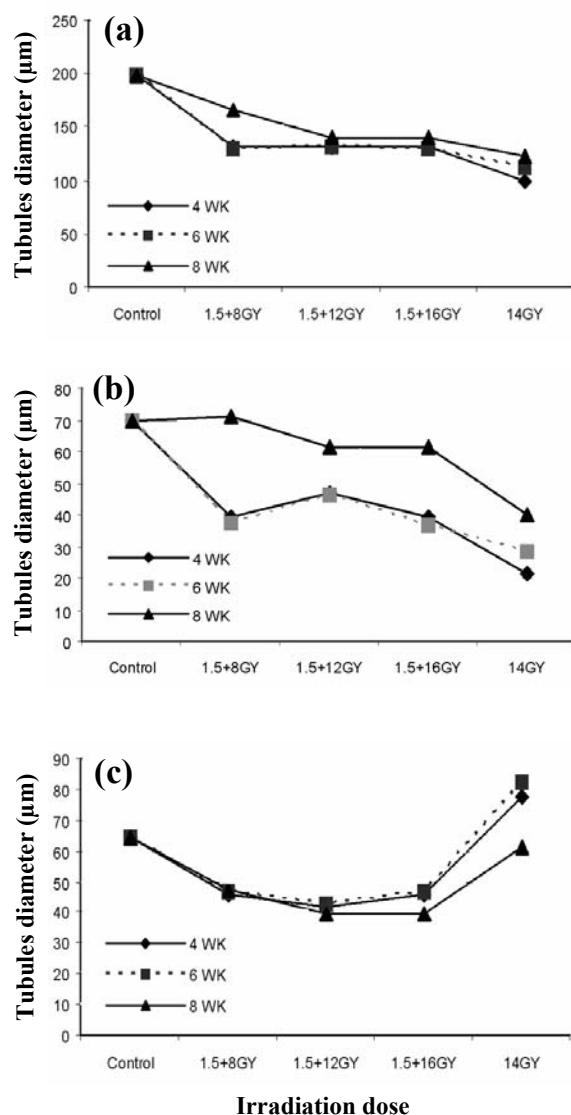 (a)
Tubules diameter (µm)
250
200
150
100
50
0
4 WK
6 WK
8 WK
Control 1.5+8GY 1.5+12GY 1.5+16GY 14GY
(b)
Tubules diameter (µm)
80
70
60
50
40
30
20
10
0
4 WK
6 WK
8 WK
Control 1.5+8GY 1.5+12GY 1.5+16GY 14GY
(c)
Tubules diameter (µm)
90
80
70
60
50
40
30
20
10
0
4 WK
6 WK
8 WK
Control 1.5+8GY 1.5+12GY 1.5+16GY 14GY
Irradiation dose